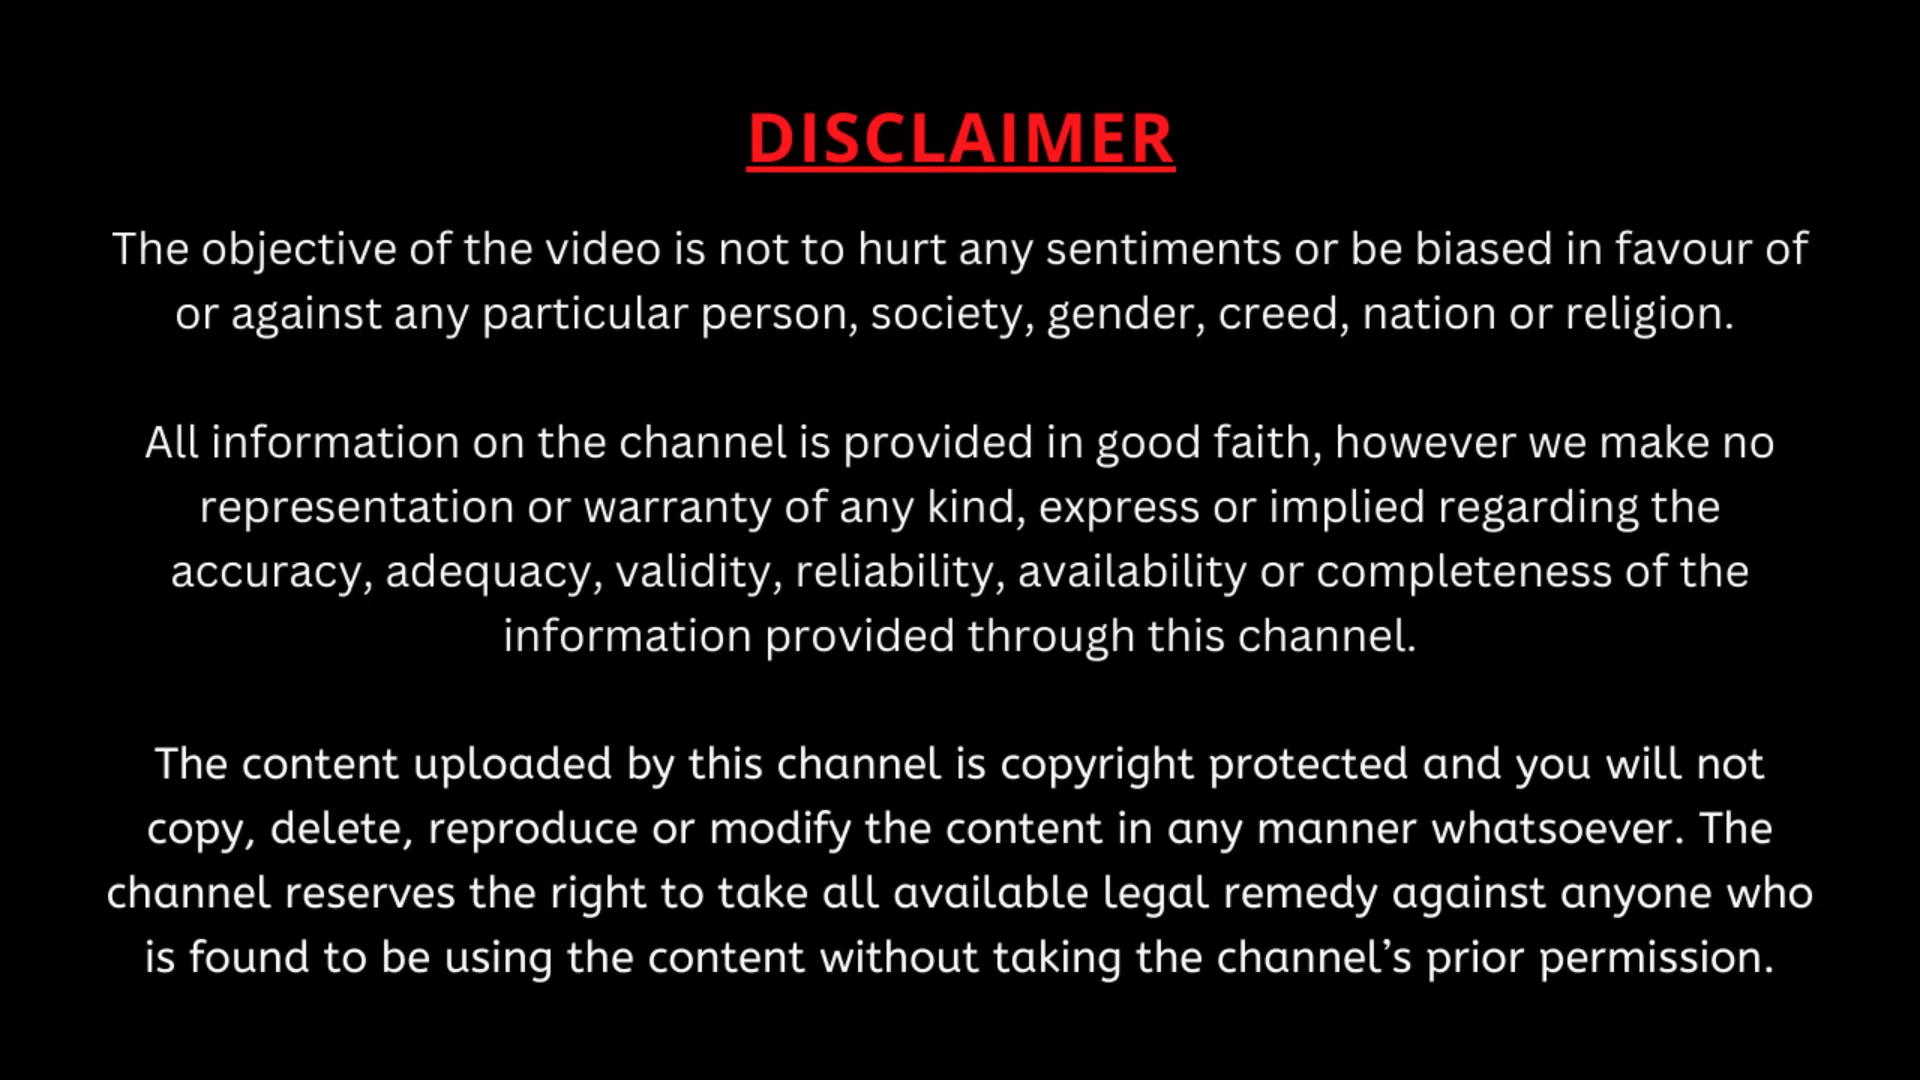 DISCLAIMER
The objective of the video is not to hurt any sentiments or be biased in favour of
or against any particular person, society, gender, creed, nation or religion.
All information on the channel is provided in good faith, however we make no
representation or warranty of any kind, express or implied regarding the
accuracy, adequacy, validity, reliability, availability or completeness of the
information provided through this channel.
The content uploaded by this channel is copyright protected and you will not
copy, delete, reproduce or modify the content in any manner whatsoever. The
channel reserves the right to take all available legal remedy against anyone who
is found to be using the content without taking the channel’s prior permission.